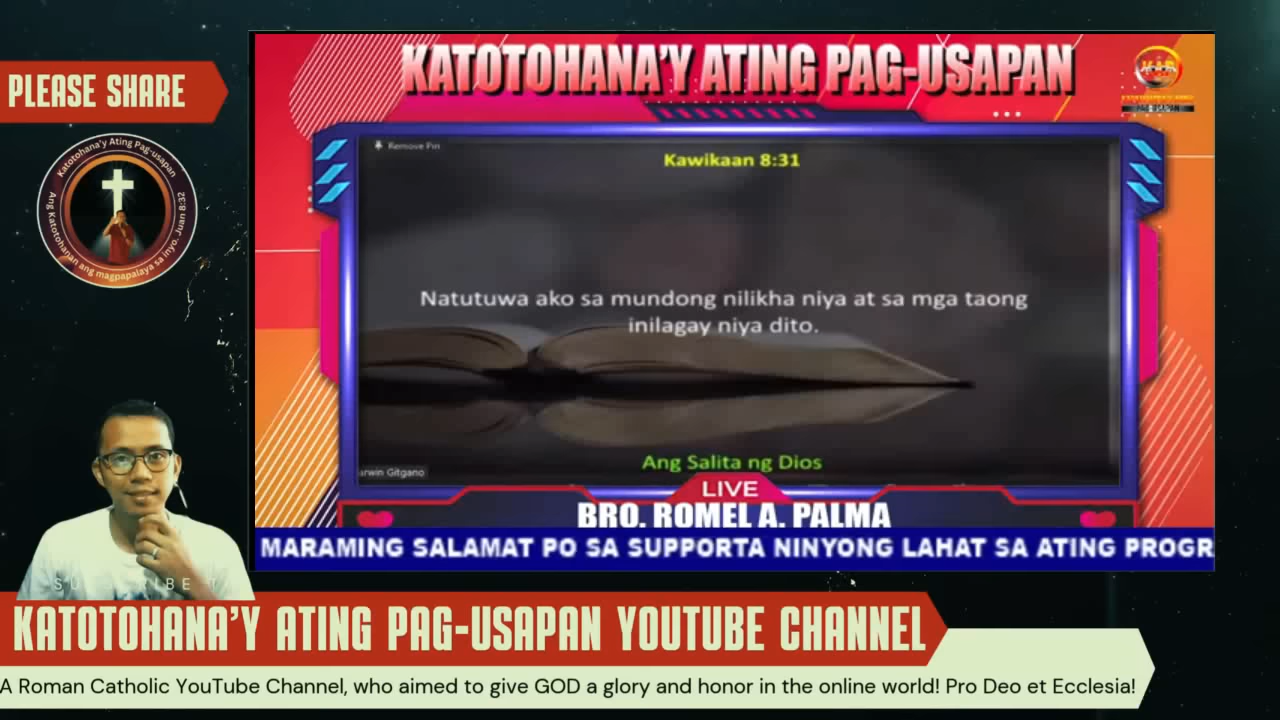 PLEASE SHARE
Katotohana'y Ating Pag-usapan
Ang Katotohanan ang magpapalaya sa inyo. Juan 8:32
KATOTOHANA'Y ATING PAG-USAPAN
Remove Pin
Kawikaan 8:31
Natutuwa ako sa mundong nilikha niya at sa mga taong
inilagay niya dito.
Ang Salita ng Dios
arwin Gitgano
LIVE
BRO. ROMEL A. PALMA
MARAMING SALAMAT PO SA SUPPORTA NINYONG LAHAT SA ATING PROGR
KATOTOHANA'Y ATING PAG-USAPAN YOUTUBE CHANNEL
A Roman Catholic YouTube Channel, who aimed to give GOD a glory and honor in the online world! Pro Deo et Ecclesia!